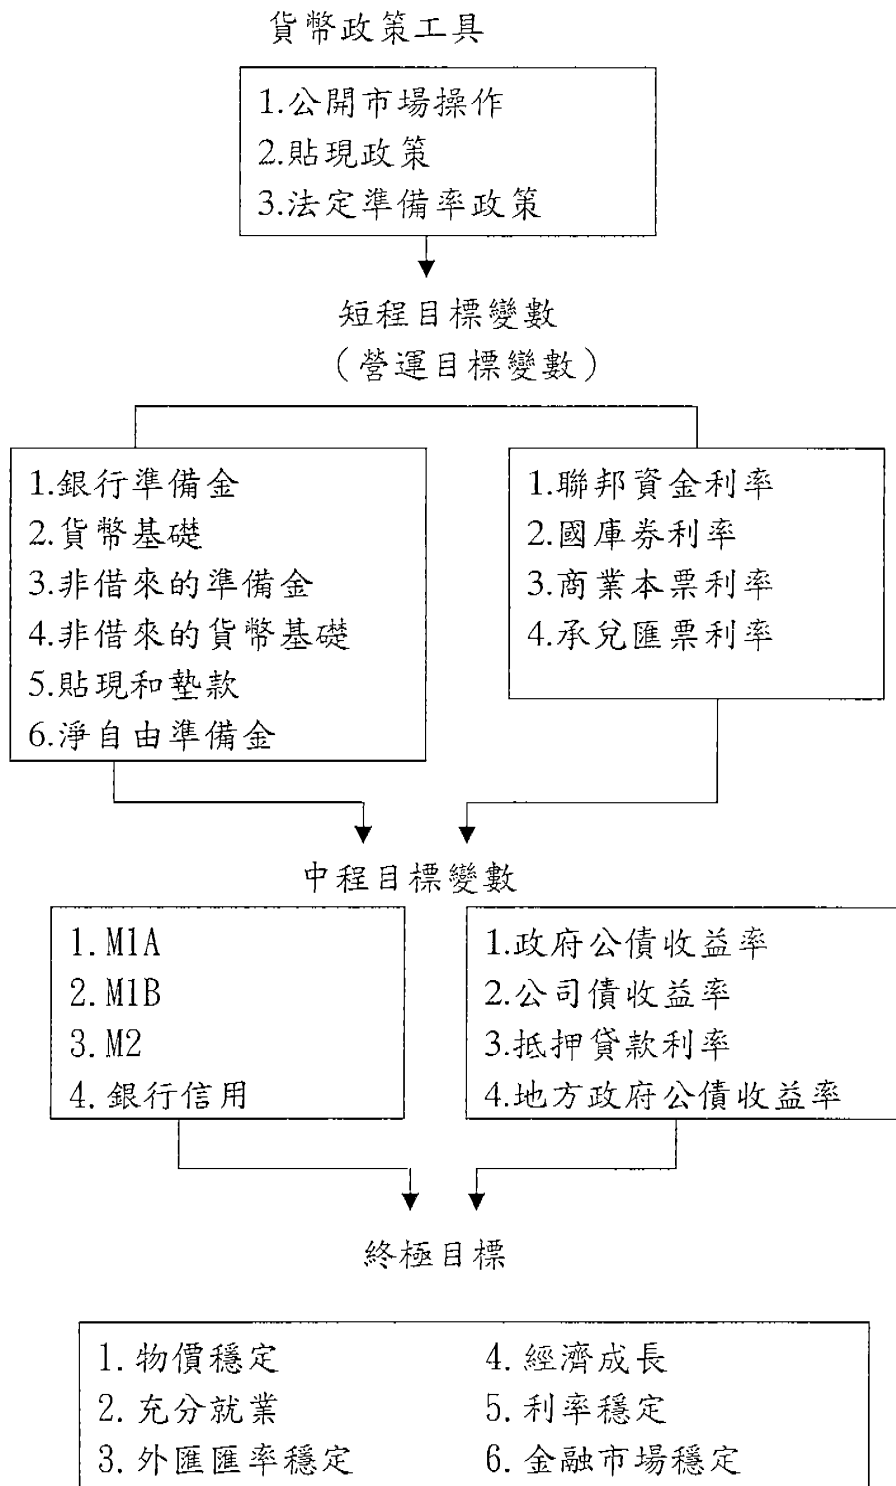 貨幣政策工具
1.公開市場操作
2.貼現政策
3.法定準備率政策
短程目標變數
（營運目標變數）
1.銀行準備金
2.貨幣基礎
3.非借來的準備金
4.非借來的貨幣基礎
5.貼現和墊款
6.淨自由準備金
1.聯邦資金利率
2.國庫券利率
3.商業本票利率
4.承兌匯票利率
中程目標變數
1. M1A
2. M1B
3. M2
4. 銀行信用
1.政府公債收益率
2.公司債收益率
3.抵押貸款利率
4.地方政府公債收益率
終極目標
1. 物價穩定
2. 充分就業
3. 外匯匯率穩定
4. 經濟成長
5. 利率穩定
6. 金融市場穩定